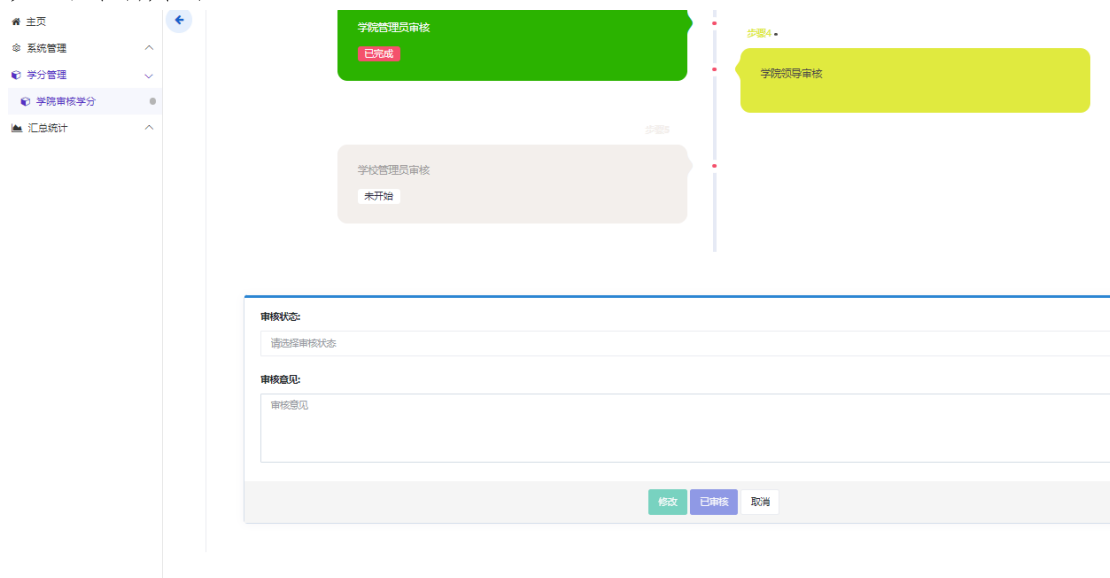 主页
系统管理
学分管理
学院审核学分
汇总统计
学院管理员审核
已完成
步骤4
学院领导审核
步骤5
学校管理员审核
未开始
审核状态:
请选择审核状态
审核意见:
审核意见
修改 已审核 取消